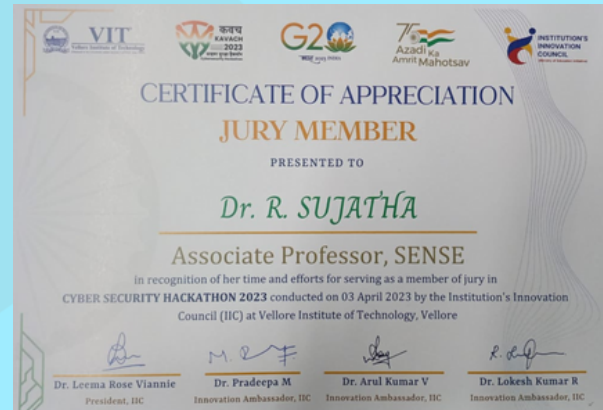 VIT
Vellore Institute of Technology
कवच
KAVACH
2023
G20
75
Azadi Ka
Amrit Mahotsav
INSTITUTION'S
INNOVATION
COUNCIL
CERTIFICATE OF APPRECIATION
JURY MEMBER
PRESENTED TO
Dr. R. SUJATHA
Associate Professor, SENSE
in recognition of her time and efforts for serving as a member of jury in
CYBER SECURITY HACKATHON 2023 conducted on 03 April 2023 by the Institution's Innovation
Council (IIC) at Vellore Institute of Technology, Vellore
Dr. Leema Rose Viannie
President, IIC
Dr. Pradeepa M
Innovation Ambassador, IIC
Dr. Arul Kumar V
Innovation Ambassador, IIC
Dr. Lokesh Kumar R
Innovation Ambassador, IIC